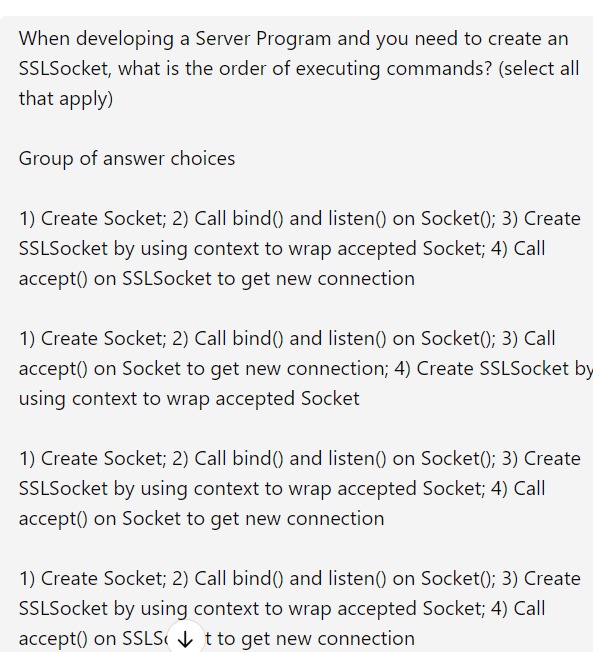 When developing a Server Program and you need to create an
SSLSocket, what is the order of executing commands? (select all
that apply)
Group of answer choices
1) Create Socket; 2) Call bind() and listen() on Socket(); 3) Create
SSLSocket by using context to wrap accepted Socket; 4) Call
accept() on SSLSocket to get new connection
1) Create Socket; 2) Call bind() and listen() on Socket(); 3) Call
accept() on Socket to get new connection; 4) Create SSLSocket by
using context to wrap accepted Socket
1) Create Socket; 2) Call bind() and listen() on Socket(); 3) Create
SSLSocket by using context to wrap accepted Socket; 4) Call
accept() on Socket to get new connection
1) Create Socket; 2) Call bind() and listen() on Socket(); 3) Create
SSLSocket by using context to wrap accepted Socket; 4) Call
accept() on to get new connection